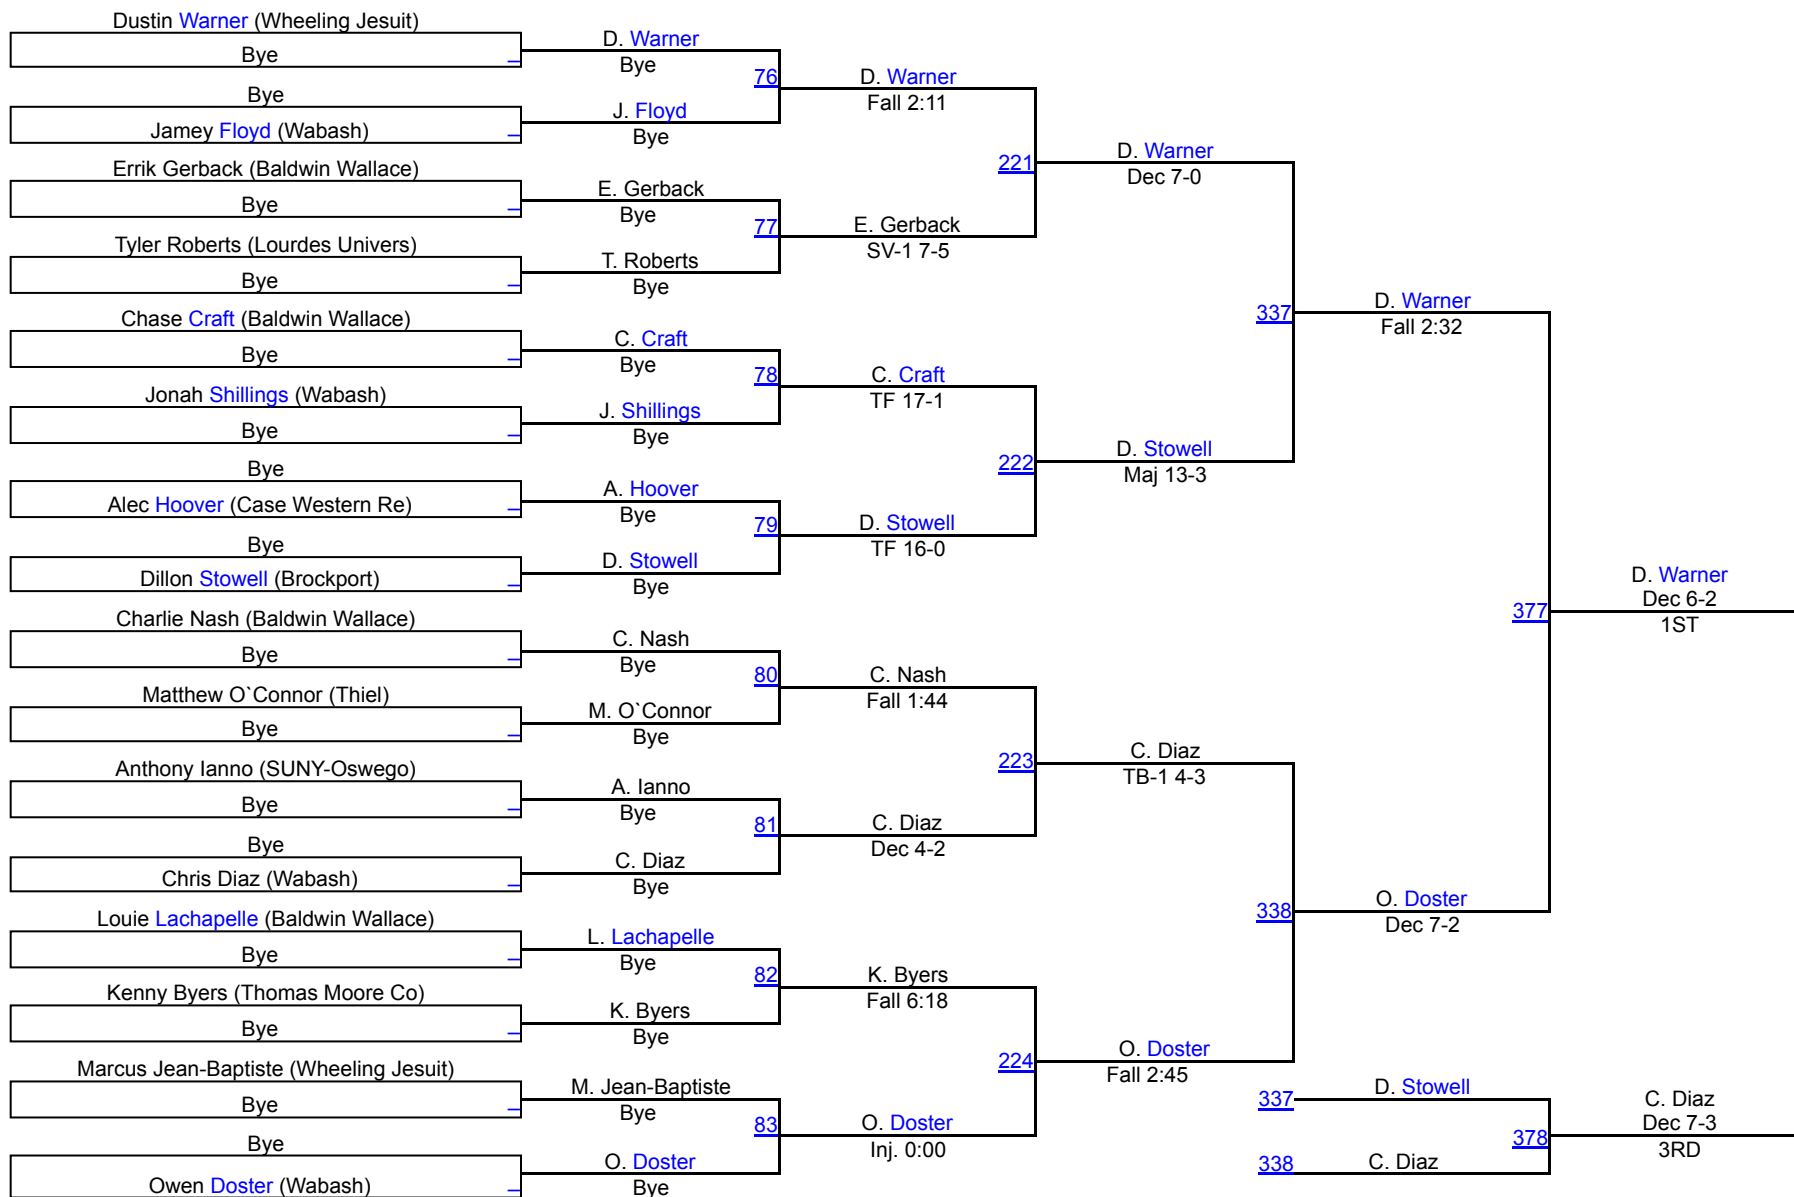 Dustin Warner (Wheeling Jesuit)
Bye
Bye
Jamey Floyd (Wabash)
Errik Gerback (Baldwin Wallace)
Bye
Tyler Roberts (Lourdes Univers)
Bye
Chase Craft (Baldwin Wallace)
Bye
Jonah Shillings (Wabash)
Bye
Bye
Alec Hoover (Case Western Re)
Bye
Dillon Stowell (Brockport)
Charlie Nash (Baldwin Wallace)
Bye
Matthew O`Connor (Thiel)
Bye
Anthony Ianno (SUNY-Oswego)
Bye
Bye
Chris Diaz (Wabash)
Louie Lachapelle (Baldwin Wallace)
Bye
Kenny Byers (Thomas Moore Co)
Bye
Marcus Jean-Baptiste (Wheeling Jesuit)
Bye
Bye
Owen Doster (Wabash)
D. Warner
Bye
76
J. Floyd
Bye
E. Gerback
Bye
77
T. Roberts
Bye
C. Craft
Bye
78
J. Shillings
Bye
A. Hoover
Bye
79
D. Stowell
Bye
C. Nash
Bye
80
M. O`Connor
Bye
A. Ianno
Bye
81
C. Diaz
Bye
L. Lachapelle
Bye
82
K. Byers
Bye
M. Jean-Baptiste
Bye
83
O. Doster
Bye
D. Warner
Fall 2:11
221
E. Gerback
SV-1 7-5
C. Craft
TF 17-1
222
D. Stowell
TF 16-0
C. Nash
Fall 1:44
223
C. Diaz
Dec 4-2
K. Byers
Fall 6:18
224
O. Doster
Inj. 0:00
D. Warner
Dec 7-0
337
D. Stowell
Maj 13-3
C. Diaz
TB-1 4-3
338
O. Doster
Fall 2:45
D. Warner
Fall 2:32
377
O. Doster
Dec 7-2
D. Warner
Dec 6-2
1ST
337
D. Stowell
378
338
C. Diaz
C. Diaz
Dec 7-3
3RD